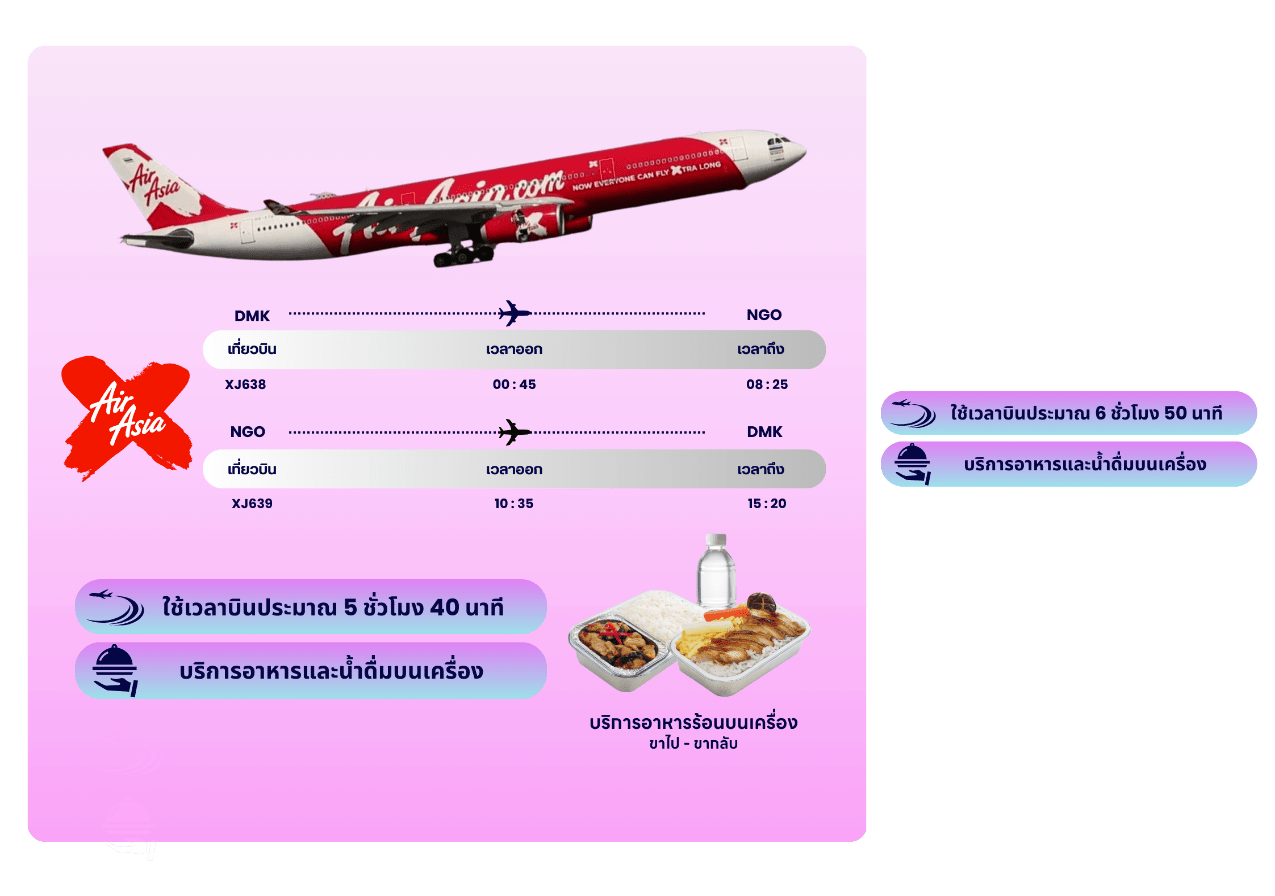 Air
Asia
AirAsia.com
NOW EVERYONE CAN FLY XTRA LONG
DMK
NGO
เที่ยวบิน เวลาออก เวลาถึง
XJ638 00 : 45 08 : 25
Air
Asia
NGO
DMK
เที่ยวบิน เวลาออก เวลาถึง
XJ639 10 : 35 15 : 20
ใช้เวลาบินประมาณ 5 ชั่วโมง 40 นาที
บริการอาหารและน้ำดื่มบนเครื่อง
บริการอาหารร้อนบนเครื่อง
ขาไป - ขากลับ
ใช้เวลาบินประมาณ 6 ชั่วโมง 50 นาที
บริการอาหารและน้ำดื่มบนเครื่อง